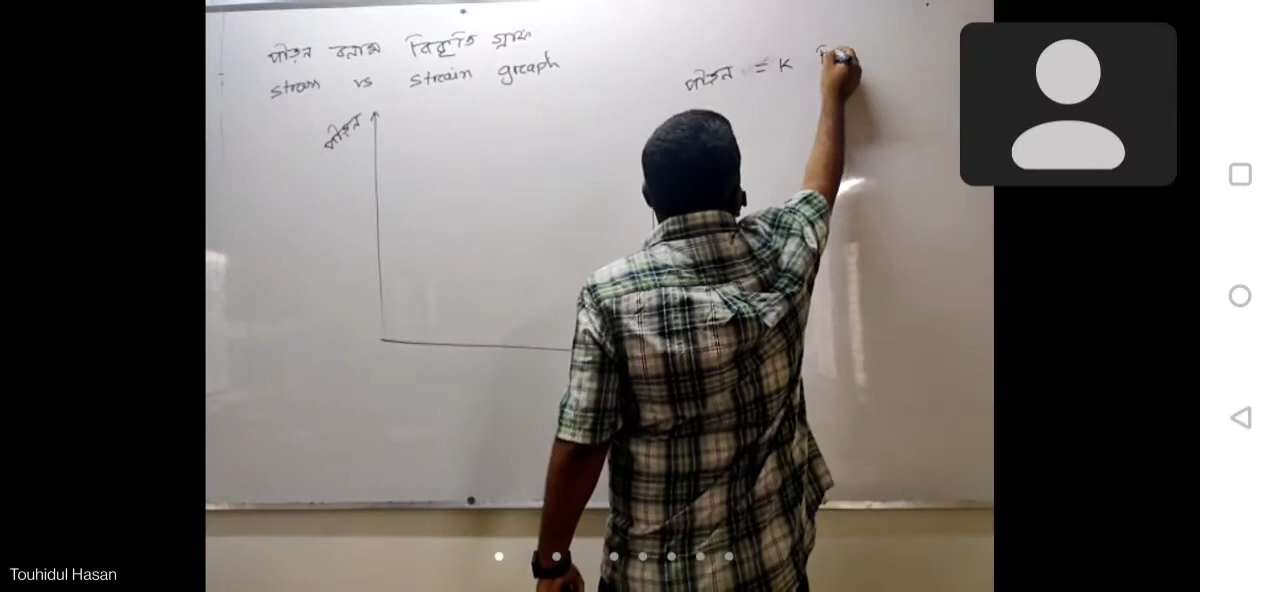 পীড়ন বনাম বিকৃতি গ্রাফ
stress vs strain graph
পীড়ন
পীড়ন = K
Touhidul Hasan